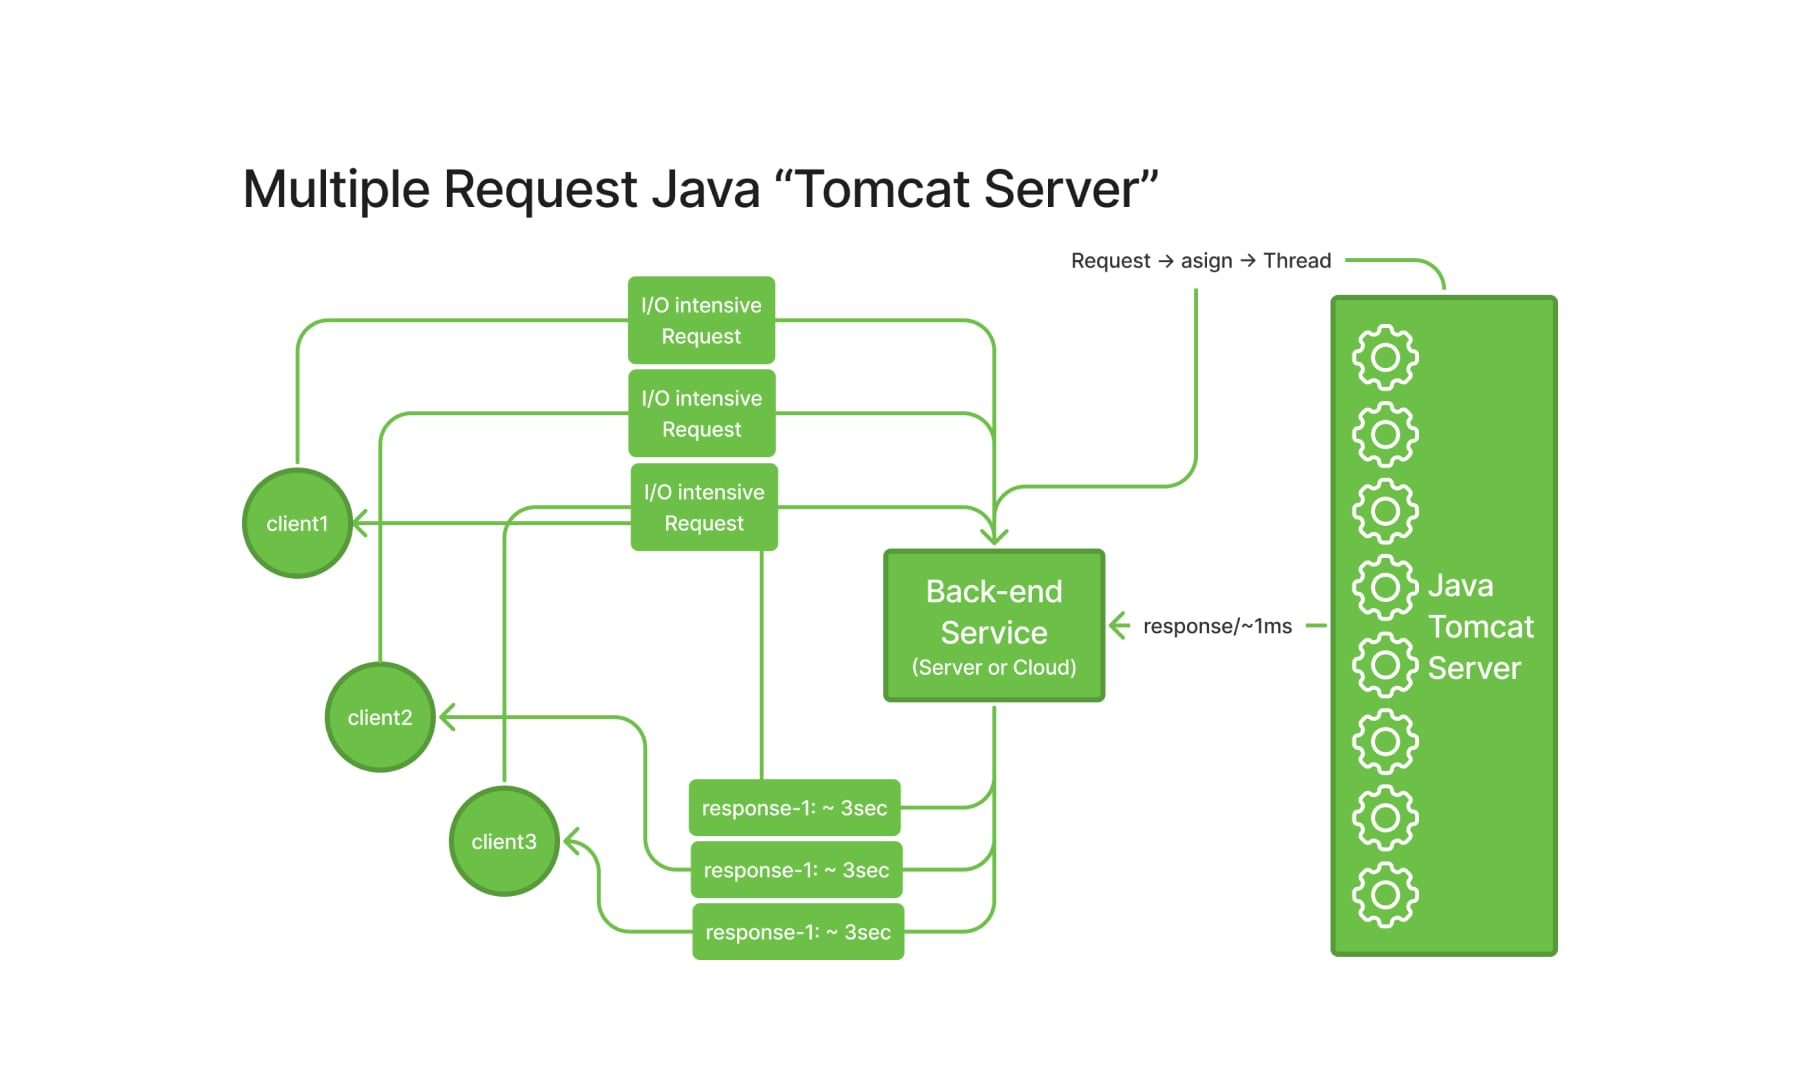 Multiple Request Java “Tomcat Server”
Request → asign → Thread
I/O intensive
Request
I/O intensive
Request
I/O intensive
Request
client1
Back-end
Service
(Server or Cloud)
response/~1ms
Java
Tomcat
Server
client2
response-1: ~ 3sec
client3
response-1: ~ 3sec
response-1: ~ 3sec